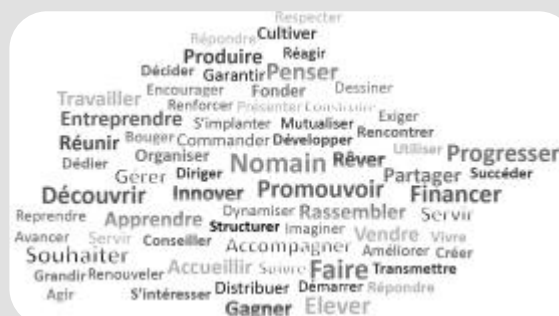 Respecter
Répondre Cultiver
Produire Réagir
Décider Garantir Penser
Encourager Fonder Dessiner
Travailler Renforcer Présenter Construire
Entreprendre S'implanter Mutualiser Exiger
Réunir Bouger Commander Développer Rencontrer
Dédier Organiser Nomain Rêver Utiliser Progresser
Gérer Diriger Partager Succéder
Découvrir Innover Promouvoir Financer
Reprendre Apprendre Dynamiser Rassembler Servir
Avancer Servir Conseiller Structurer Imaginer Vendre Vivre
Souhaiter Accompagner Améliorer Créer
Grandir Renouveler Accueillir Suivre Faire Transmettre
Agir S'intéresser Distribuer Démarrer Répondre
Gagner Elever